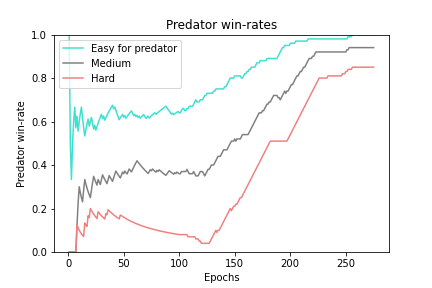 Predator win-rates
1.0
0.8
0.6
0.4
0.2
0.0
Predator win-rate
Easy for predator
Medium
Hard
0 50 100 150 200 250
Epochs